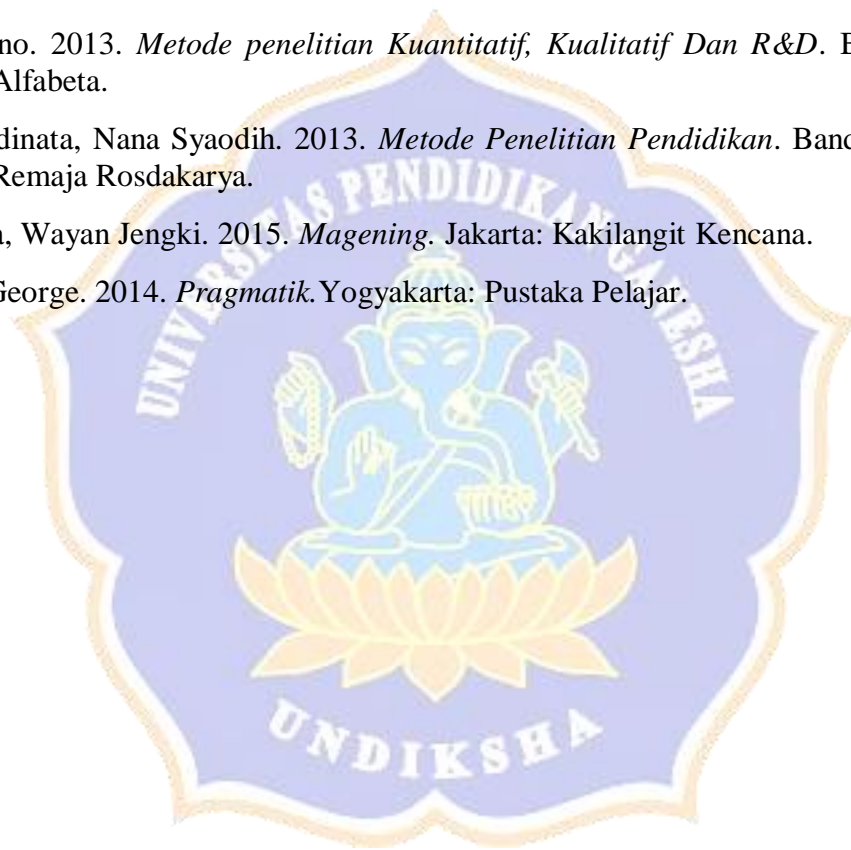 no. 2013. Metode penelitian Kuantitatif, Kualitatif Dan R&D. B
Alfabeta.
dinata, Nana Syaodih. 2013. Metode Penelitian Pendidikan. Band
Remaja Rosdakarya.
a, Wayan Jengki. 2015. Magening. Jakarta: Kakilangit Kencana.
George. 2014. Pragmatik.Yogyakarta: Pustaka Pelajar.
UNIVERSITAS PENDIDIKAN GANESHA
UNDIKSHA